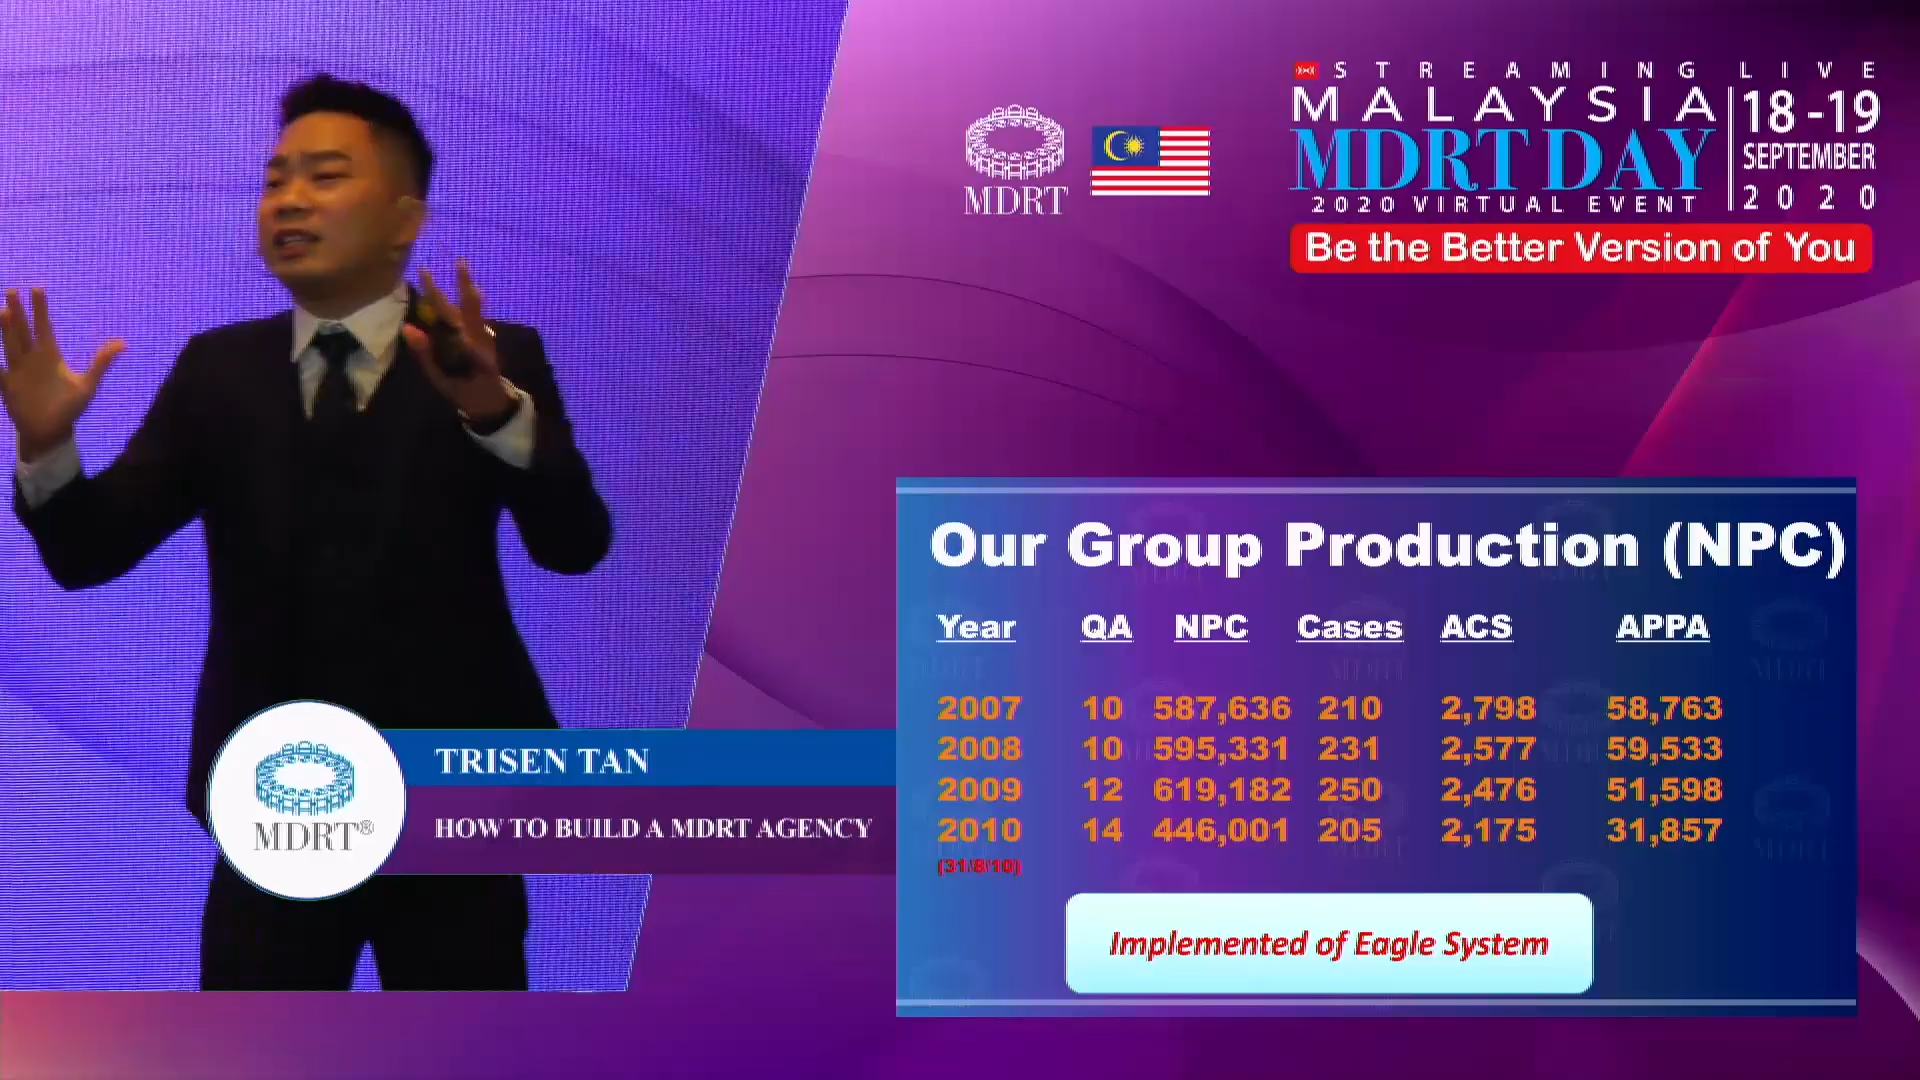 STREAMING LIVE
MALAYSIA
MDRT DAY
2020 VIRTUAL EVENT
18-19
SEPTEMBER
2020
MDRT
Be the Better Version of You
Our Group Production (NPC)
Year QA NPC Cases ACS APPA
2007 10 587,636 210 2,798 58,763
2008 10 595,331 231 2,577 59,533
2009 12 619,182 250 2,476 51,598
2010 14 446,001 205 2,175 31,857
(31/8/10)
Implemented of Eagle System
TRISEN TAN
HOW TO BUILD A MDRT AGENCY
MDRT®